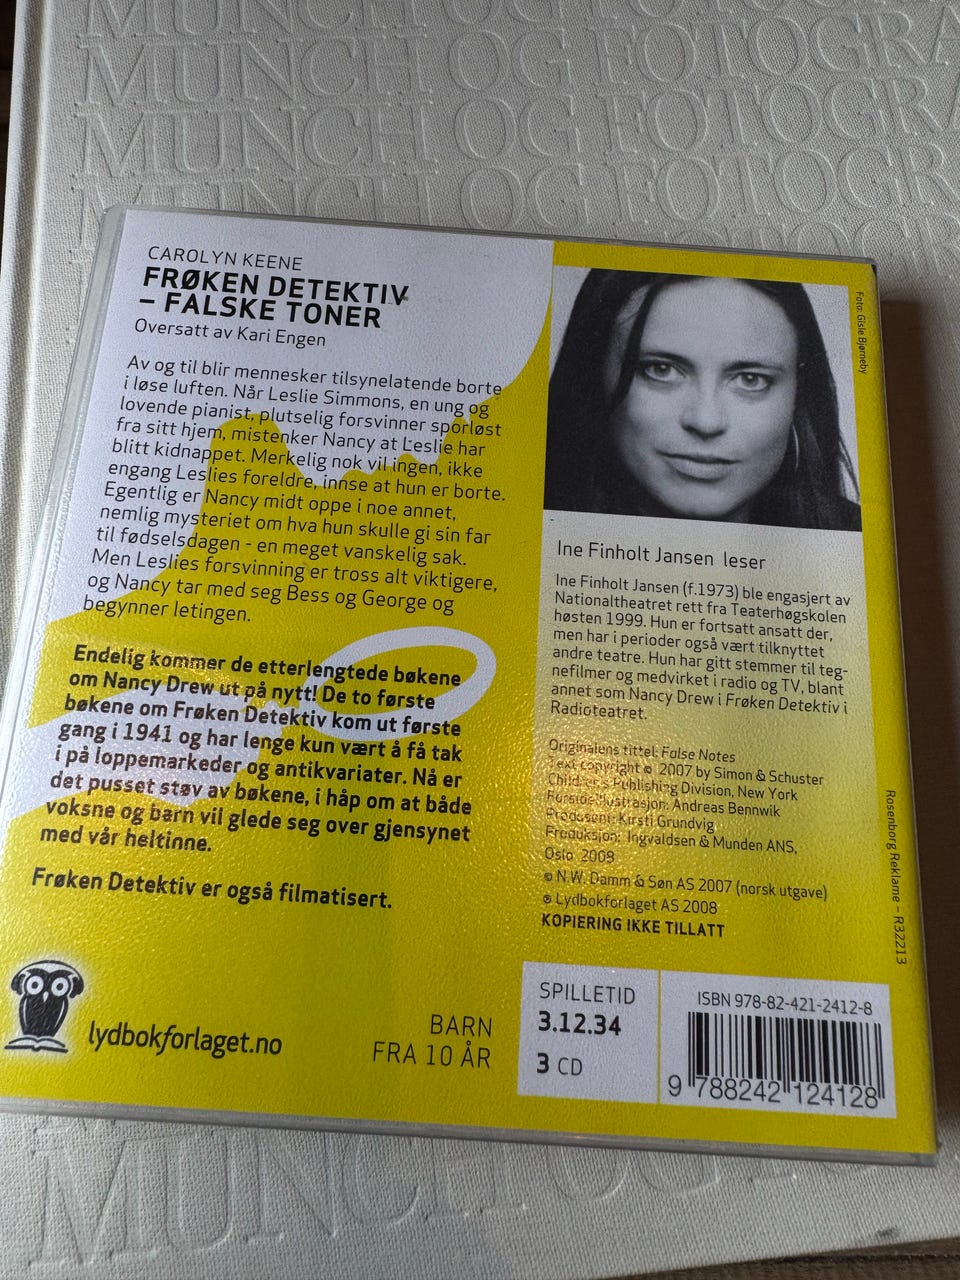 MUNCH OG FOTOGRA
MUNCH OG FOTOGRA
MUNCH OG FOTOGRA
MUNCH OG FOTOGRA
CAROLYN KEENE
FRØKEN DETEKTIV
– FALSKE TONER
Oversatt av Kari Engen
Av og til blir mennesker tilsynelatende borte
i løse luften. Når Leslie Simmons, en ung og
lovende pianist, plutselig forsvinner sporløst
fra sitt hjem, mistenker Nancy at Leslie har
blitt kidnappet. Merkelig nok vil ingen, ikke
engang Leslies foreldre, innse at hun er borte.
Egentlig er Nancy midt oppe i noe annet,
nemlig mysteriet om hva hun skulle gi sin far
til fødselsdagen - en meget vanskelig sak.
Men Leslies forsvinning er tross alt viktigere,
og Nancy tar med seg Bess og George og
begynner letingen.
Endelig kommer de etterlengtede bøkene
om Nancy Drew ut på nytt! De to første
bøkene om Frøken Detektiv kom ut første
gang i 1941 og har lenge kun vært å få tak
i på loppemarkeder og antikvariater. Nå er
det pusset støv av bøkene, i håp om at både
voksne og barn vil glede seg over gjensynet
med vår heltinne.
Frøken Detektiv er også filmatisert.
lydbokforlaget.no
BARN
FRA 10 ÅR
Foto: Gisle Bjørneby
Ine Finholt Jansen leser
Ine Finholt Jansen (f.1973) ble engasjert av
Nationaltheatret rett fra Teaterhøgskolen
høsten 1999. Hun er fortsatt ansatt der,
men har i perioder også vært tilknyttet
andre teatre. Hun har gitt stemmer til teg-
nefilmer og medvirket i radio og TV, blant
annet som Nancy Drew i Frøken Detektiv i
Radioteatret.
Originalens tittel: False Notes
Text copyright © 2007 by Simon & Schuster
Children's Publishing Division, New York
Forsideillustrasjon: Andreas Bennwik
Produsent: Kirsti Grundvig
Produksjon: Ingvaldsen & Munden ANS,
Oslo 2008
© N.W. Damm & Søn AS 2007 (norsk utgave)
℗ Lydbokforlaget AS 2008
KOPIERING IKKE TILLATT
Rosenborg Reklame – R32213
SPILLETID
3.12.34
3 CD
ISBN 978-82-421-2412-8
9 788242 124128
MUNCH OG FOTOG